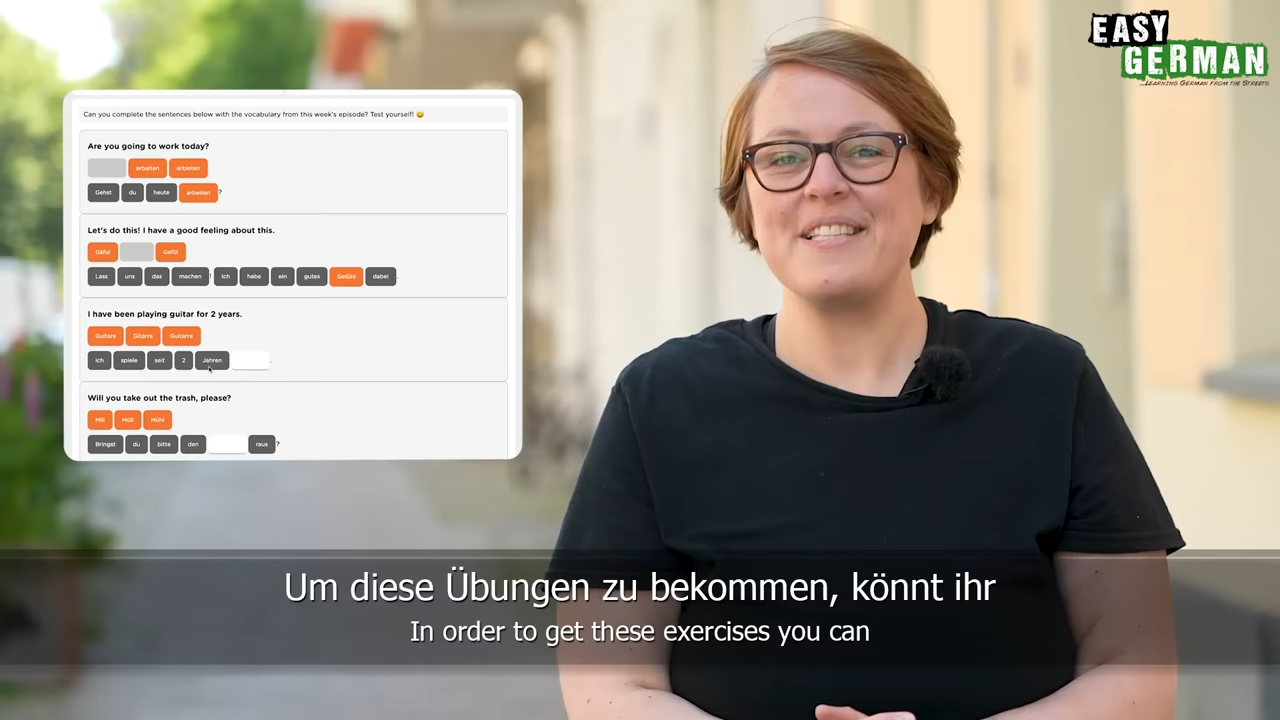 EASY
GERMAN
...LEARNING GERMAN FROM THE STREETS
Can you complete the sentences below with the vocabulary from this week's episode? Test yourself! 😄
Are you going to work today?
arbaiten arbieten
Gehst du heute arbeiten ?
Let's do this! I have a good feeling about this.
Gäful Gefül
Lass uns das machen ! Ich habe ein gutes Gefühl dabei .
I have been playing guitar for 2 years.
Guitare Gitarre Guitarre
Ich spiele seit 2 Jahren .
Will you take out the trash, please?
Mill Müll Mühl
Bringst du bitte den raus ?
Um diese Übungen zu bekommen, könnt ihr
In order to get these exercises you can